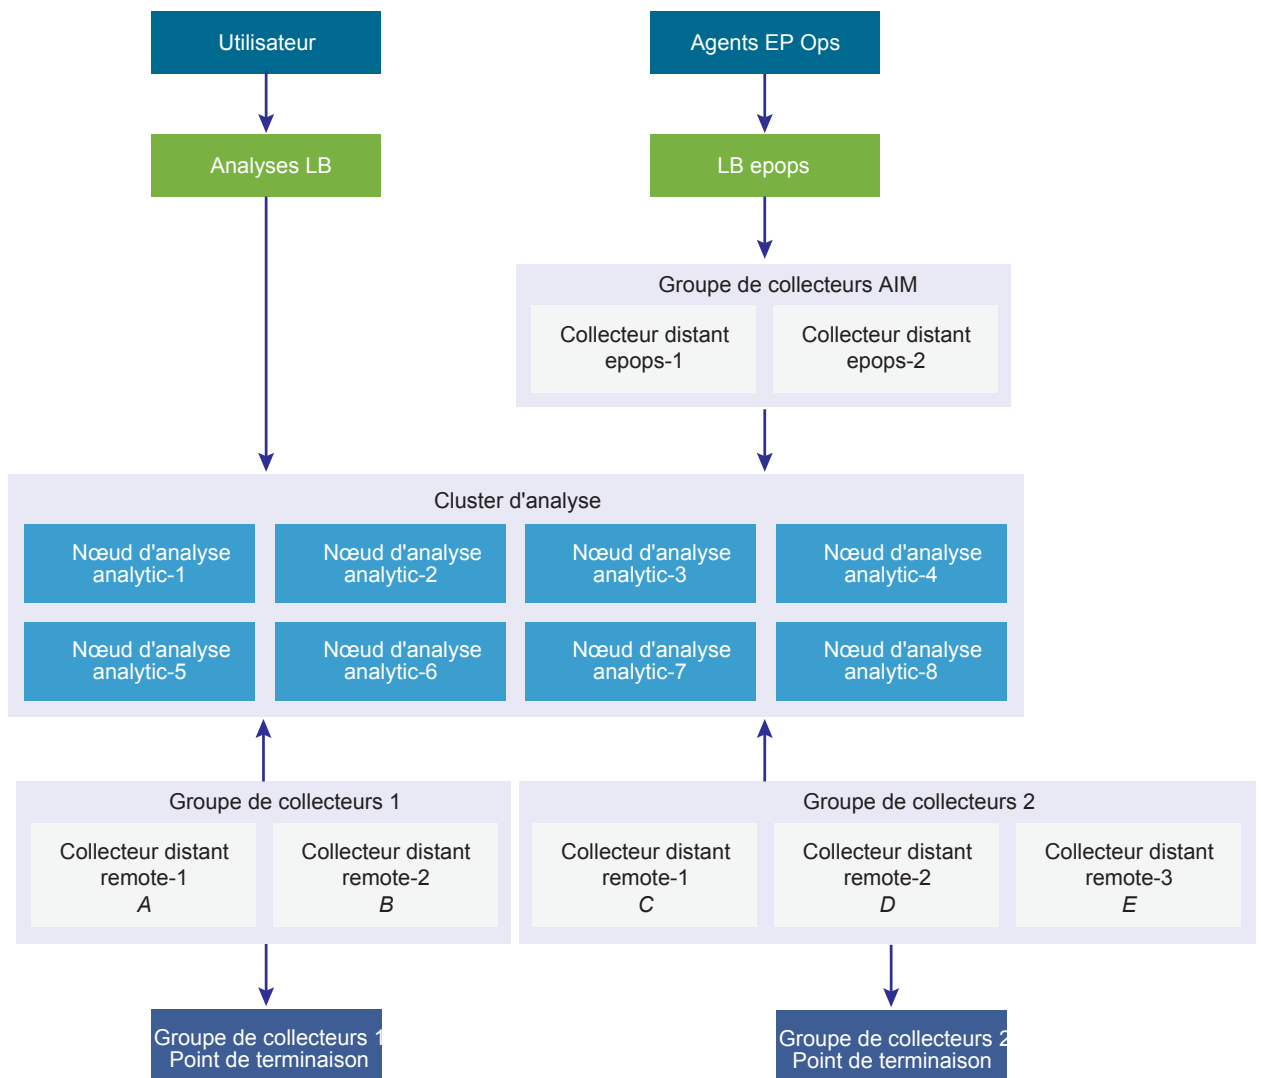 Utilisateur
Agents EP Ops
Analyses LB
LB epops
Groupe de collecteurs AIM
Collecteur distant
epops-1
Collecteur distant
epops-2
Cluster d'analyse
Nœud d'analyse
analytic-1
Nœud d'analyse
analytic-2
Nœud d'analyse
analytic-3
Nœud d'analyse
analytic-4
Nœud d'analyse
analytic-5
Nœud d'analyse
analytic-6
Nœud d'analyse
analytic-7
Nœud d'analyse
analytic-8
Groupe de collecteurs 1
Collecteur distant
remote-1
A
Collecteur distant
remote-2
B
Groupe de collecteurs 2
Collecteur distant
remote-1
C
Collecteur distant
remote-2
D
Collecteur distant
remote-3
E
Groupe de collecteurs 1
Point de terminaison
Groupe de collecteurs 2
Point de terminaison